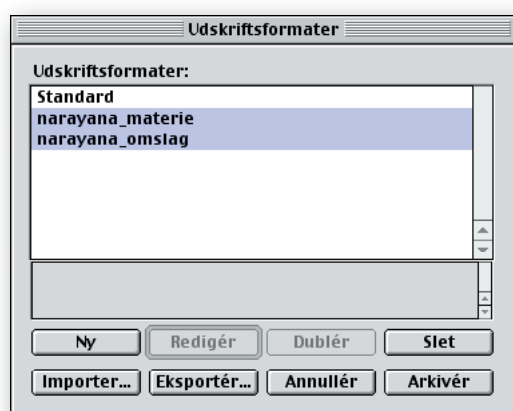 Udskriftsformater
Udskriftsformater:
Standard
narayana_materie
narayana_omslag
Ny Redigér Dublér Slet
Importer... Eksportér... Annullér Arkivér